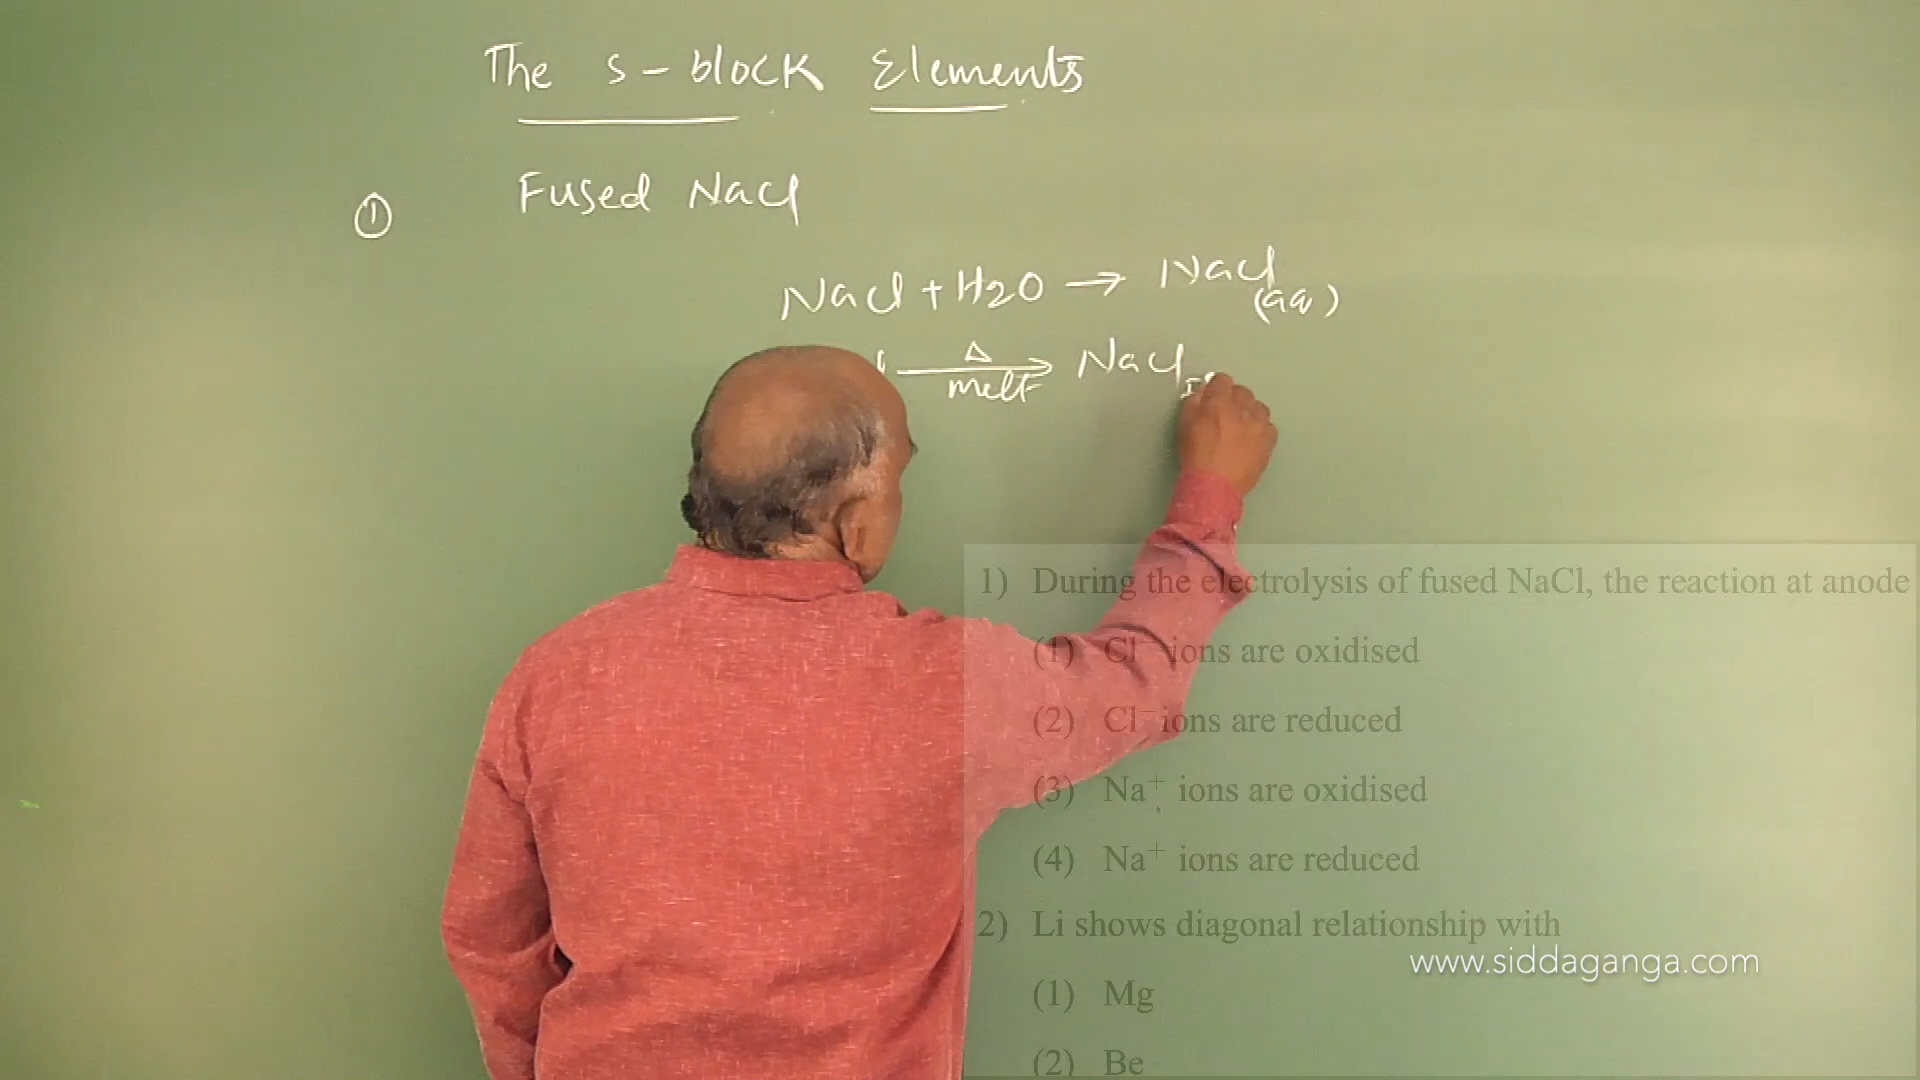 The s-block Elements
① Fused NaCl
NaCl + H2O → NaCl (aq)
Δ
melt → NaCl
1) During the electrolysis of fused NaCl, the reaction at anode
(1) Cl⁻ ions are oxidised
(2) Cl⁻ ions are reduced
(3) Na⁺ ions are oxidised
(4) Na⁺ ions are reduced
2) Li shows diagonal relationship with
www.siddaganga.com
(1) Mg
(2) Be